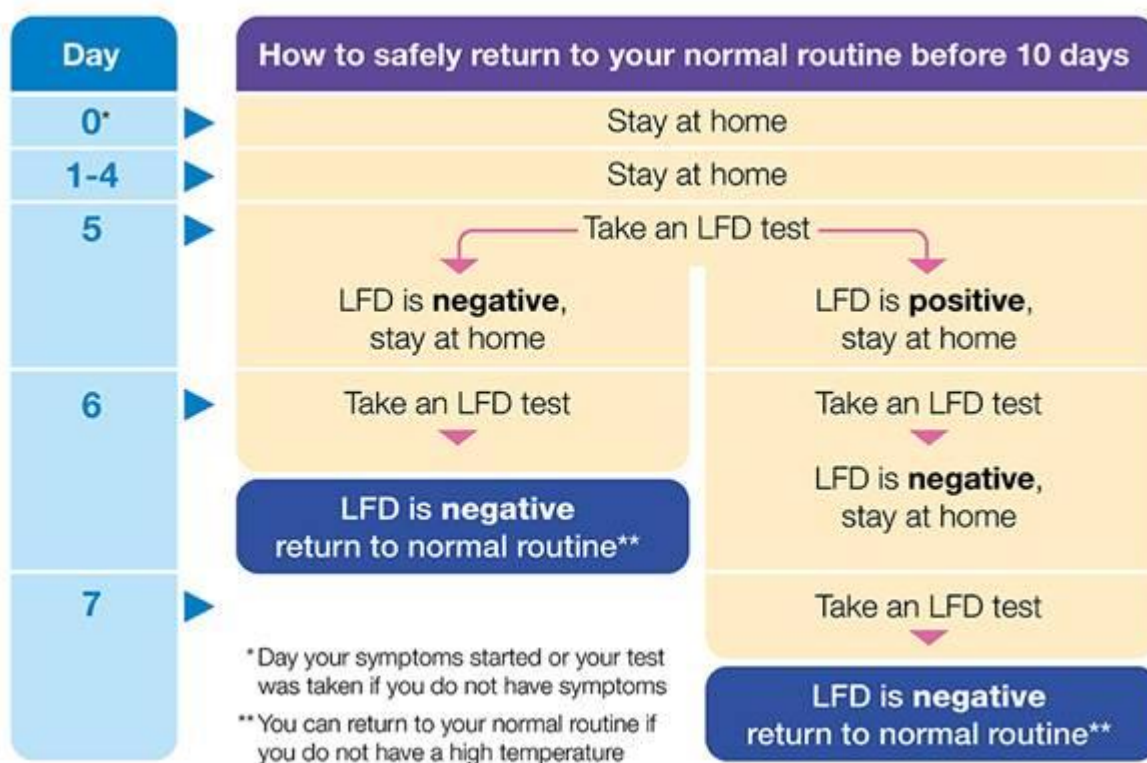 Day
How to safely return to your normal routine before 10 days
0*
Stay at home
1-4
Stay at home
5
Take an LFD test
LFD is negative,
stay at home
LFD is positive,
stay at home
6
Take an LFD test
Take an LFD test
LFD is negative
return to normal routine**
LFD is negative,
stay at home
7
Take an LFD test
*Day your symptoms started or your test
was taken if you do not have symptoms
**You can return to your normal routine if
you do not have a high temperature
LFD is negative
return to normal routine**